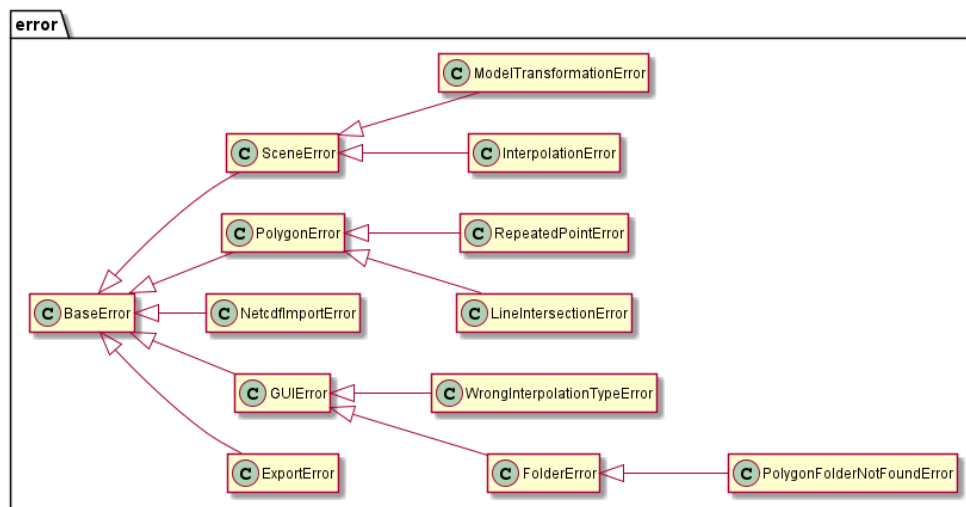 error
C ModelTransformationError
C SceneError
C InterpolationError
C PolygonError
C RepeatedPointError
C BaseError
C NetcdfImportError
C LineIntersectionError
C GUIError
C WrongInterpolationTypeError
C ExportError
C FolderError
C PolygonFolderNotFoundError